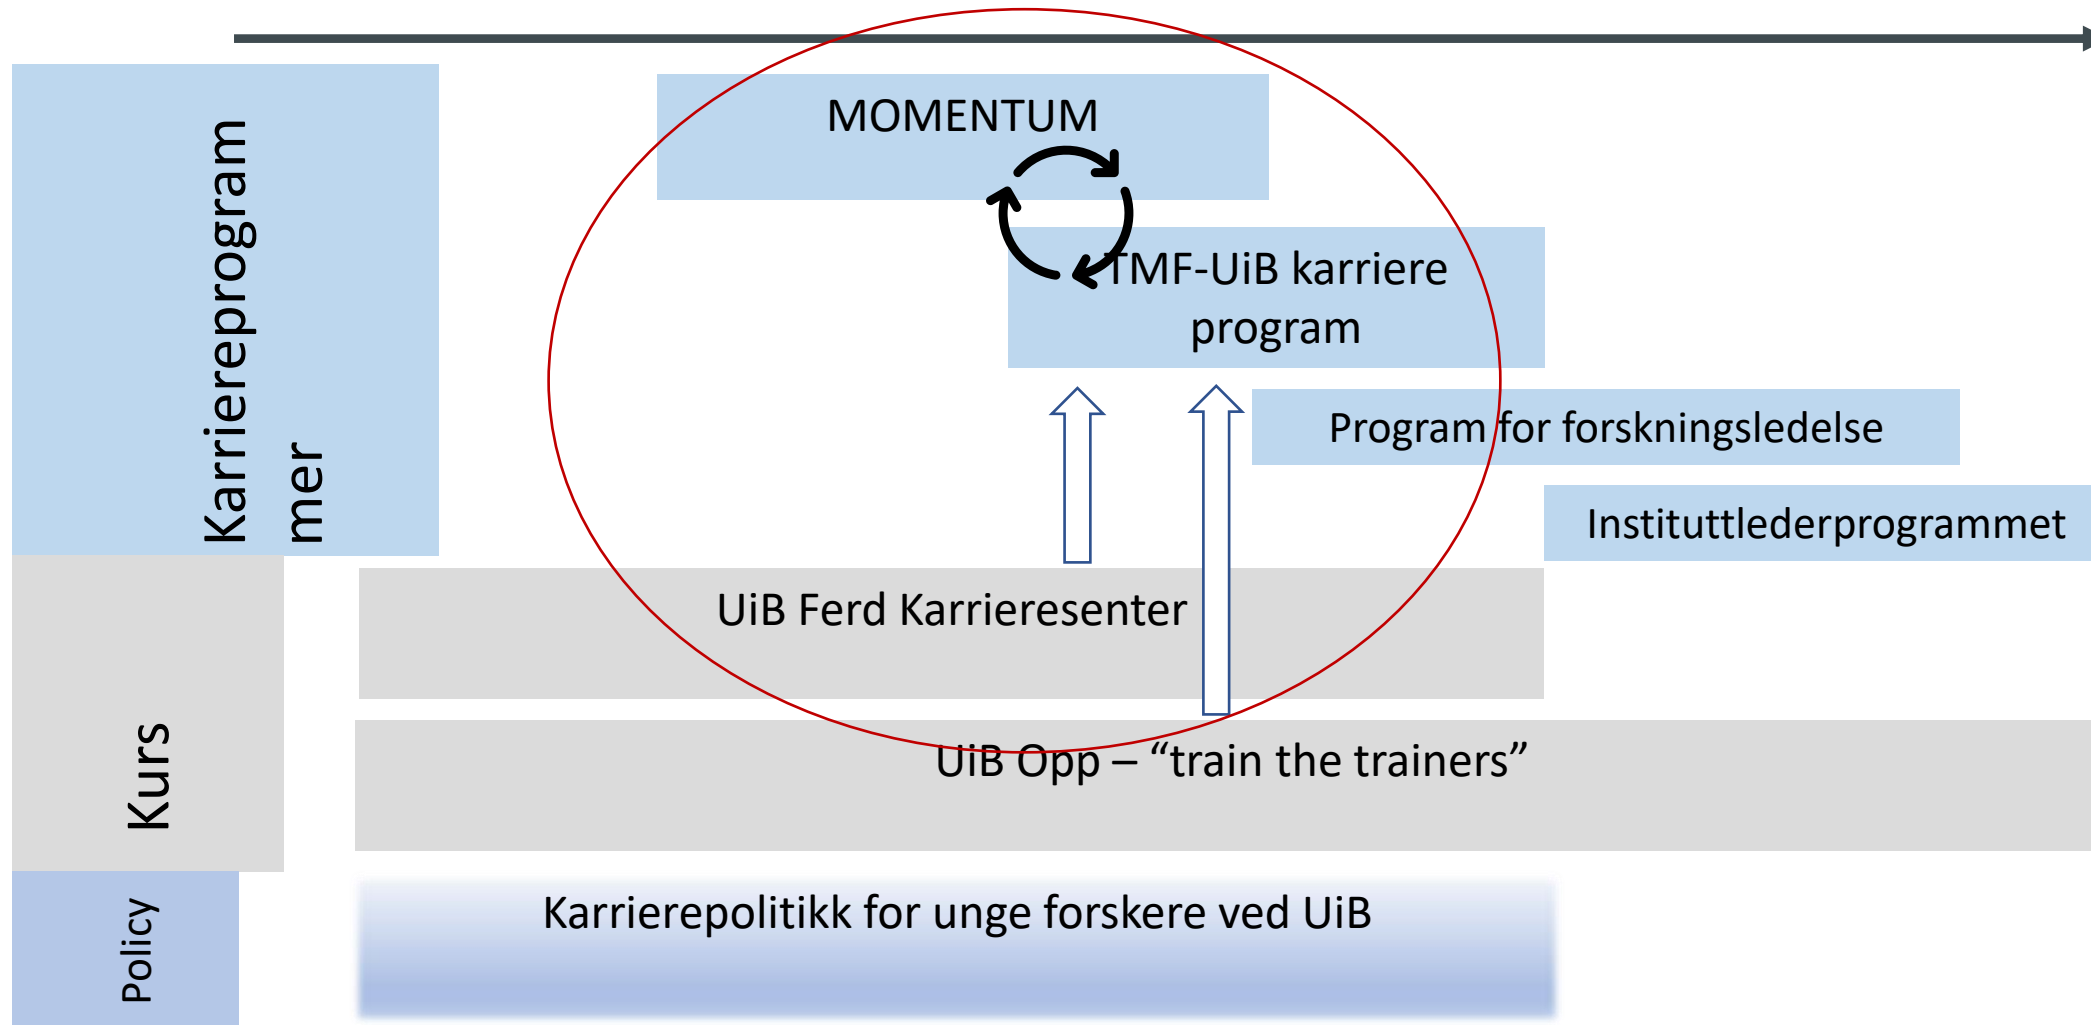 Karriereprogram
mer
MOMENTUM
TMF-UiB karriere
program
Program for forskningsledelse
Instituttlederprogrammet
Kurs
UiB Ferd Karrieresenter
UiB Opp – “train the trainers”
Policy
Karrierepolitikk for unge forskere ved UiB